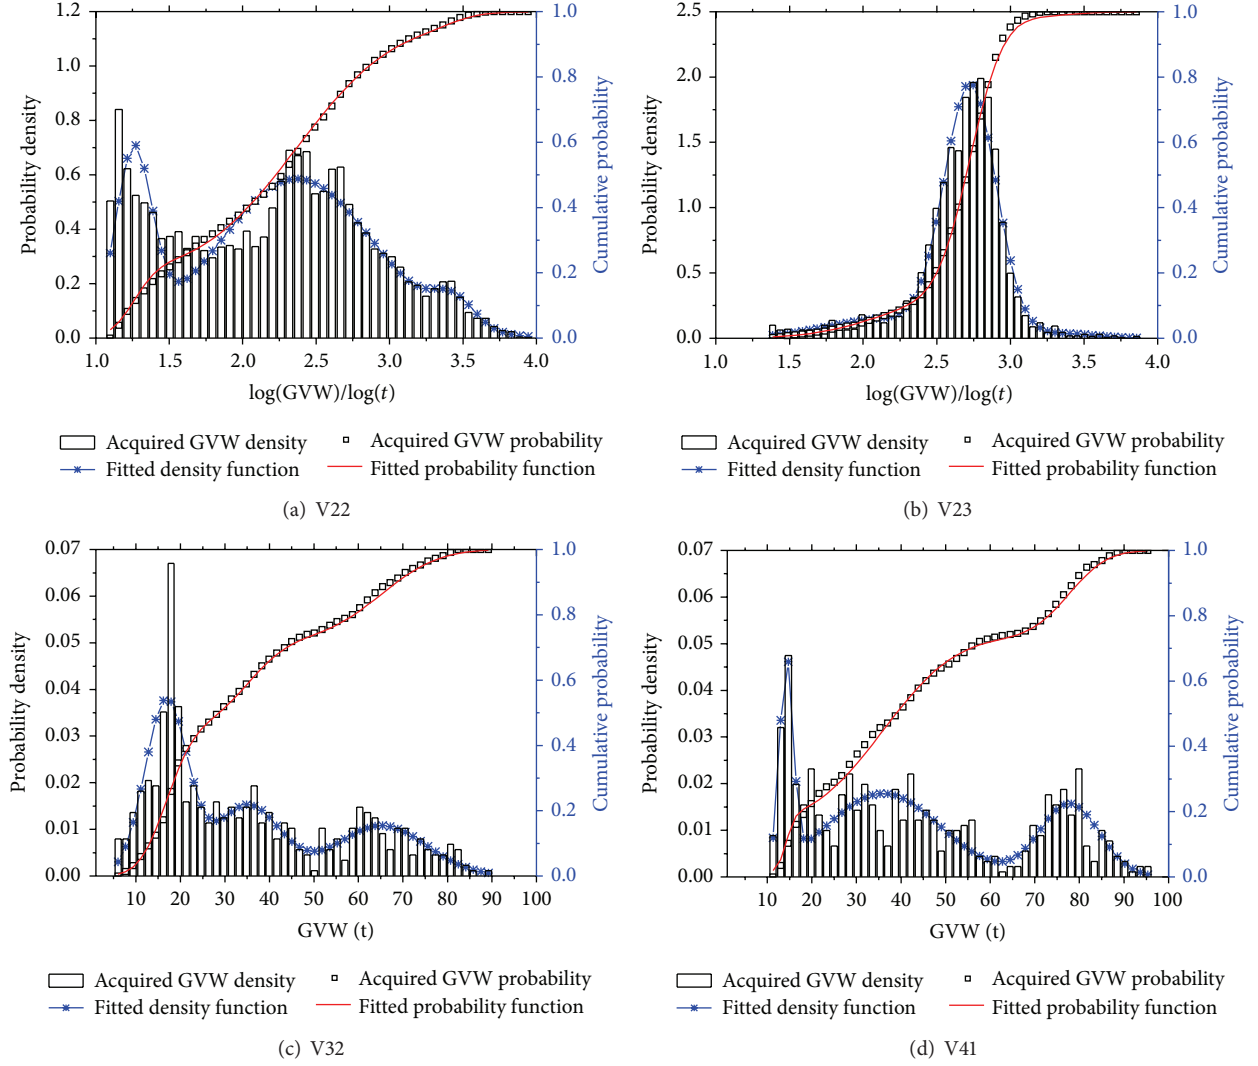 1.2
1.0
0.8
0.6
0.4
0.2
0.0
Probability density
1.0
0.8
0.6
0.4
0.2
0.0
Cumulative probability
1.0 1.5 2.0 2.5 3.0 3.5 4.0
log(GVW)/log(t)
Acquired GVW density
Acquired GVW probability
Fitted density function
Fitted probability function
(a) V22
2.5
2.0
1.5
1.0
0.5
0.0
Probability density
1.0
0.8
0.6
0.4
0.2
0.0
Cumulative probability
1.0 1.5 2.0 2.5 3.0 3.5 4.0
log(GVW)/log(t)
Acquired GVW density
Acquired GVW probability
Fitted density function
Fitted probability function
(b) V23
0.07
0.06
0.05
0.04
0.03
0.02
0.01
0.00
Probability density
1.0
0.8
0.6
0.4
0.2
0.0
Cumulative probability
10 20 30 40 50 60 70 80 90 100
GVW (t)
Acquired GVW density
Acquired GVW probability
Fitted density function
Fitted probability function
(c) V32
0.07
0.06
0.05
0.04
0.03
0.02
0.01
0.00
Probability density
1.0
0.8
0.6
0.4
0.2
0.0
Cumulative probability
10 20 30 40 50 60 70 80 90 100
GVW (t)
Acquired GVW density
Acquired GVW probability
Fitted density function
Fitted probability function
(d) V41